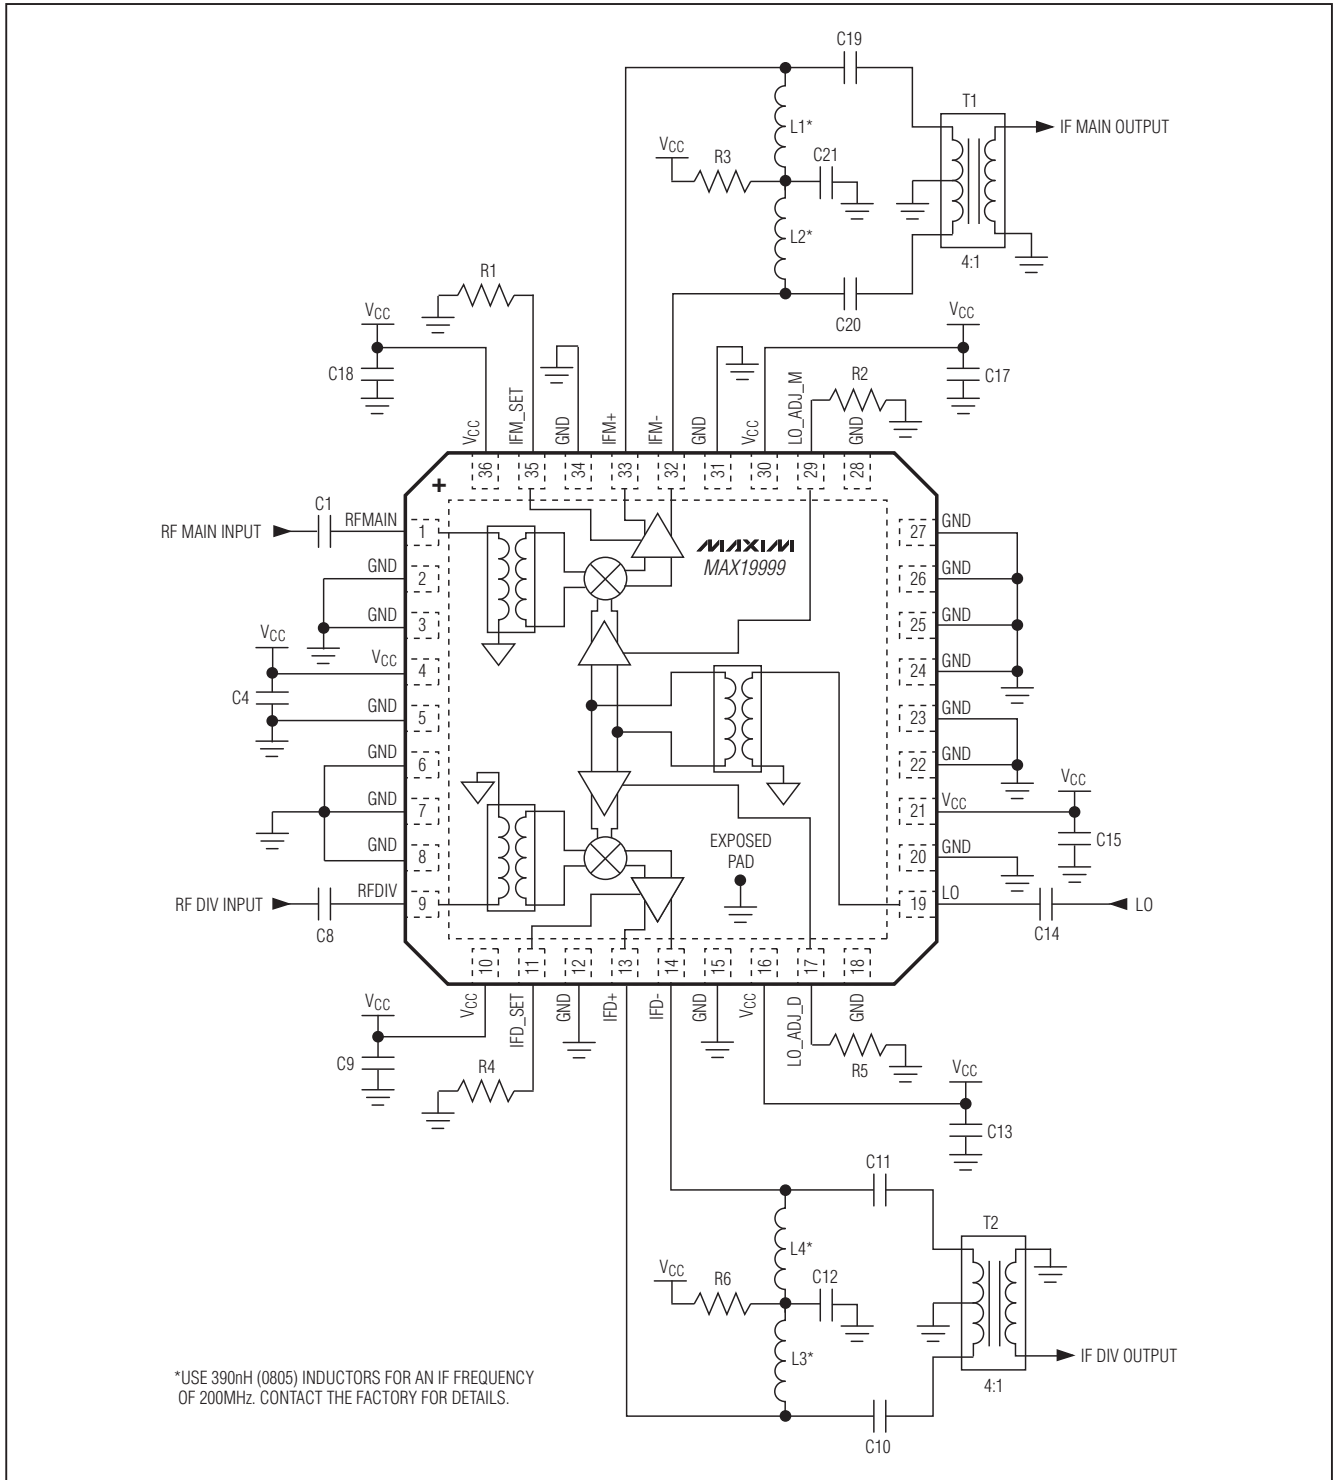 C19
T1
L1*
IF MAIN OUTPUT
VCC
R3
C21
L2*
4:1
R1
C20
VCC
VCC
C18
R2
C17
VCC
IFM_SET
GND
IFM+
IFM-
GND
VCC
LO_ADJ_M
GND
36
35
34
33
32
31
30
29
28
+
C1
RF MAIN INPUT
RFMAIN
1
MAXIM
MAX19999
27
GND
GND
2
26
GND
GND
3
25
GND
VCC
VCC
4
24
GND
C4
GND
5
23
GND
GND
6
22
GND
VCC
GND
7
21
VCC
C15
GND
8
EXPOSED
PAD
20
GND
RF DIV INPUT
RFDIV
9
19
LO
LO
C8
C14
10
11
12
13
14
15
16
17
18
VCC
IFD_SET
GND
IFD+
IFD-
GND
VCC
LO_ADJ_D
GND
VCC
C9
R4
R5
VCC
C13
C11
T2
L4*
VCC
R6
C12
L3*
IF DIV OUTPUT
4:1
C10
*USE 390nH (0805) INDUCTORS FOR AN IF FREQUENCY
OF 200MHz. CONTACT THE FACTORY FOR DETAILS.